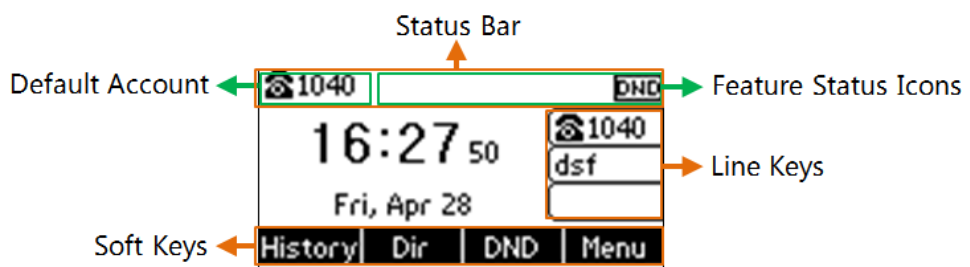 Status Bar
Default Account
1040
DND
Feature Status Icons
16:27 50
1040
dsf
Line Keys
Fri, Apr 28
Soft Keys
History Dir DND Menu